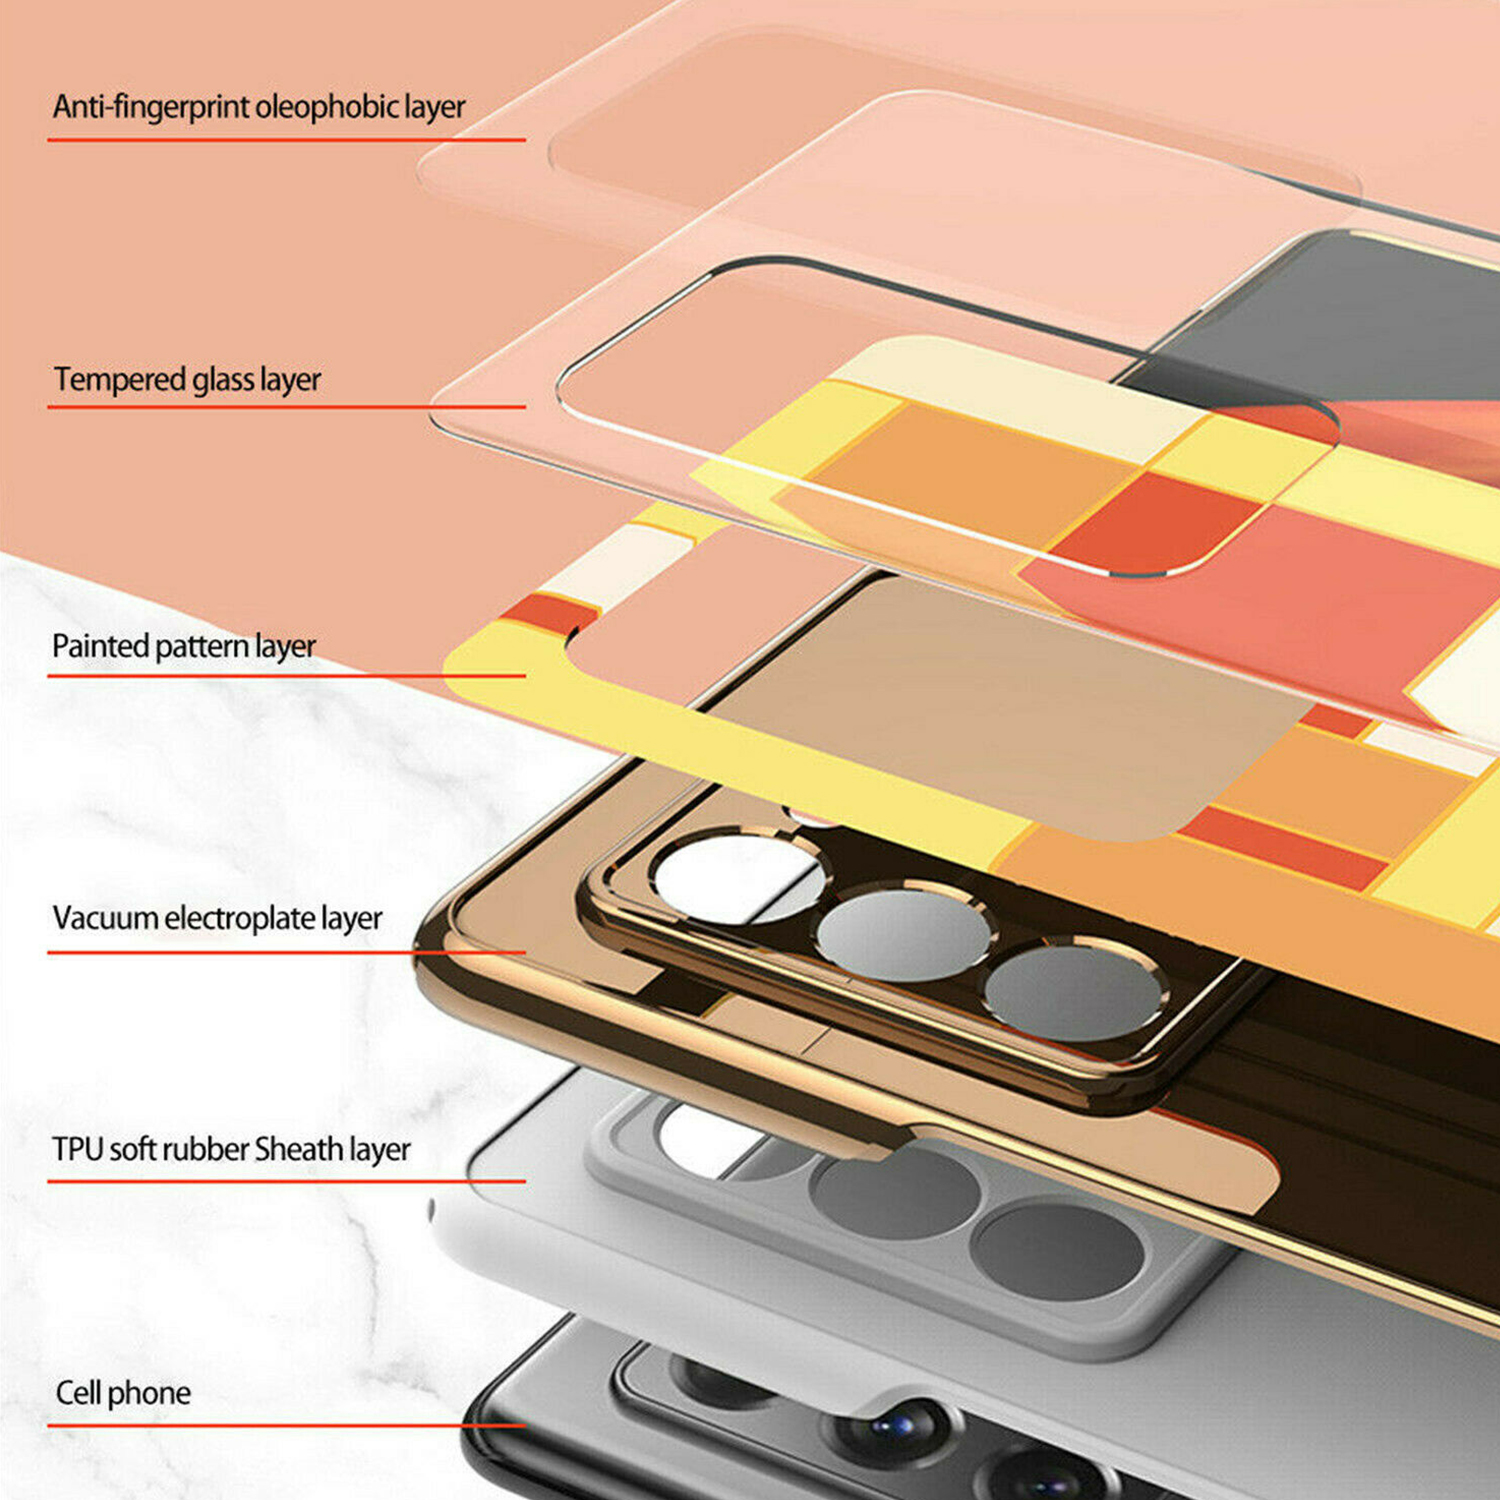 Anti-fingerprint oleophobic layer
Tempered glass layer
Painted pattern layer
Vacuum electroplate layer
TPU soft rubber Sheath layer
Cell phone